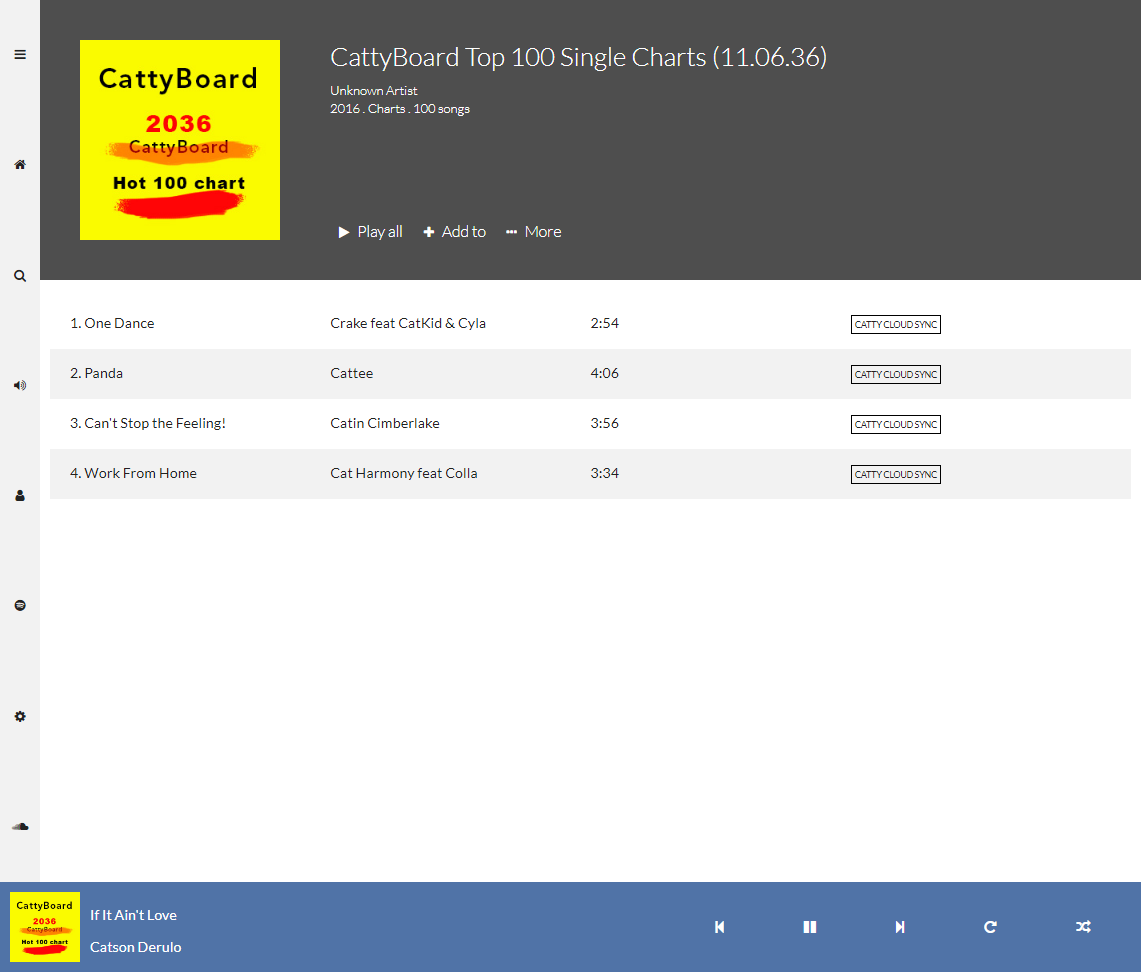 CattyBoard
2036
CattyBoard
Hot 100 chart
CattyBoard Top 100 Single Charts (11.06.36)
Unknown Artist
2016 . Charts . 100 songs
Play all
Add to
More
1. One Dance Crake feat CatKid & Cyla 2:54 CATTY CLOUD SYNC
2. Panda Cattee 4:06 CATTY CLOUD SYNC
3. Can't Stop the Feeling! Catin Cimberlake 3:56 CATTY CLOUD SYNC
4. Work From Home Cat Harmony feat Colla 3:34 CATTY CLOUD SYNC
CattyBoard
2036
CattyBoard
Hot 100 chart
If It Ain't Love
Catson Derulo